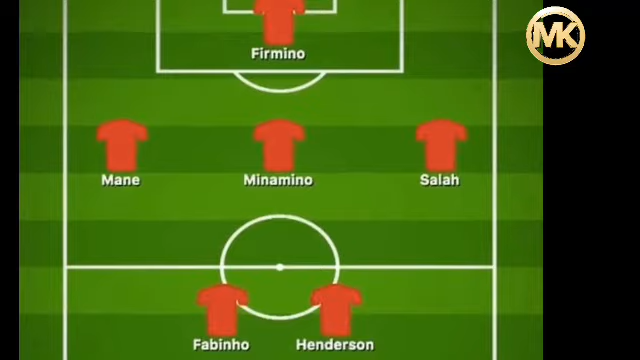 MK
Firmino
Mane Minamino Salah
Fabinho Henderson